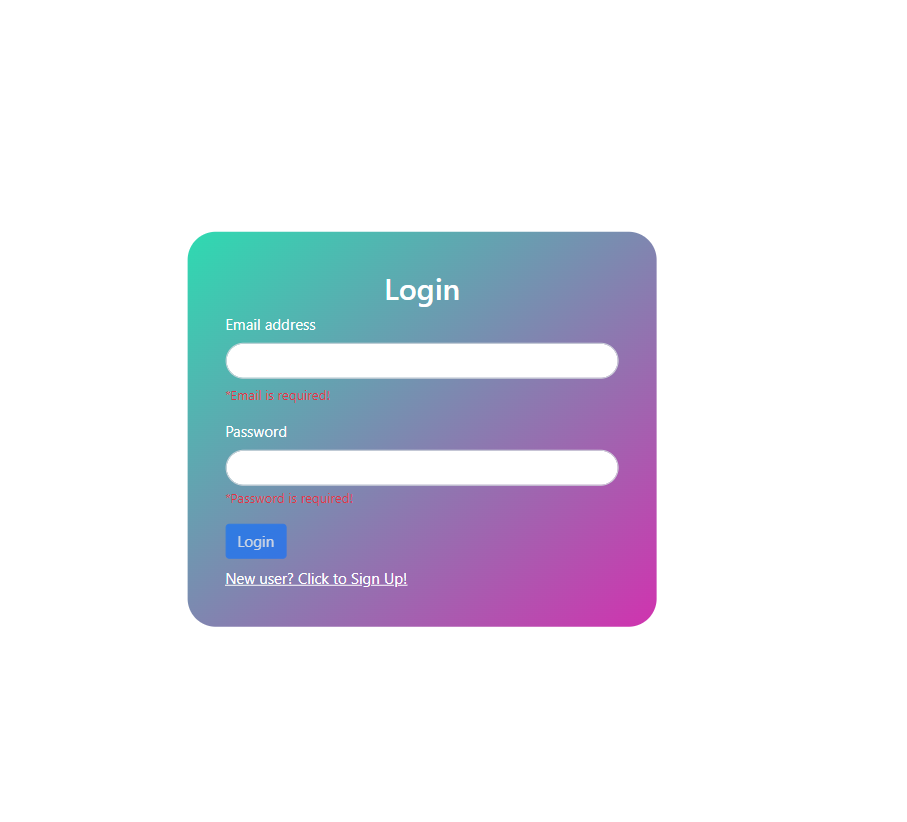 Login
Email address
*Email is required!
Password
*Password is required!
Login
New user? Click to Sign Up!